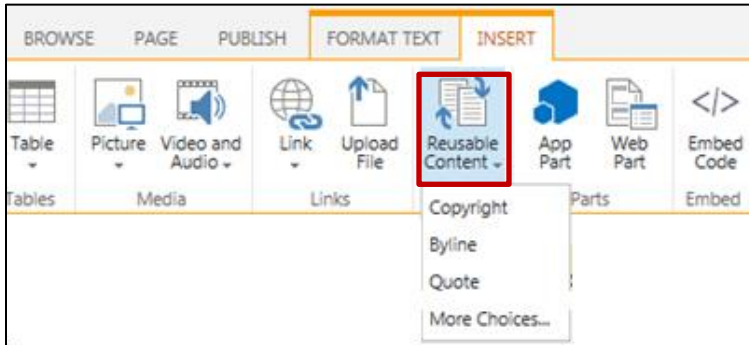 BROWSE PAGE PUBLISH FORMAT TEXT INSERT
Table Picture Video and Audio Link Upload File Reusable Content App Part Web Part </> Embed Code
Tables Media Links Parts Embed
Copyright
Byline
Quote
More Choices...